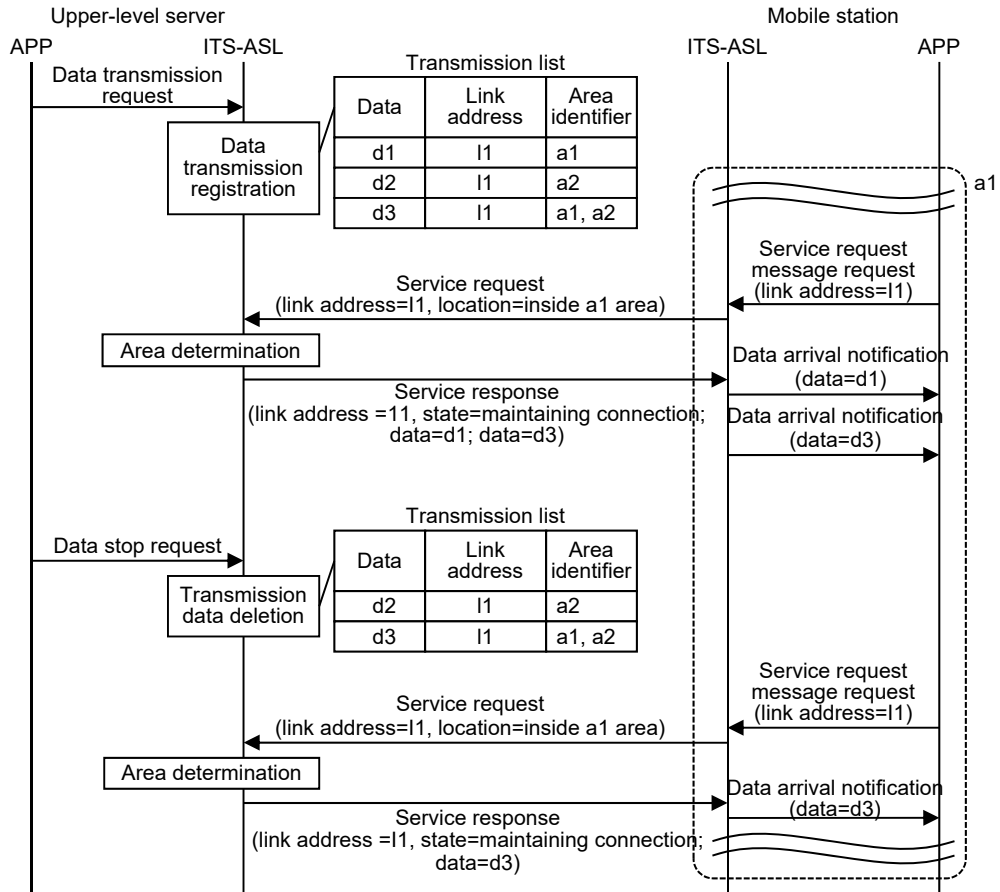 Upper-level server
Mobile station
APP
ITS-ASL
ITS-ASL
APP
Data transmission
request
Transmission list
Data
Link
address
Area
identifier
d1
l1
a1
d2
l1
a2
d3
l1
a1, a2
Data
transmission
registration
a1
Service request
message request
(link address=l1)
Service request
(link address=l1, location=inside a1 area)
Area determination
Data arrival notification
(data=d1)
Service response
(link address =11, state=maintaining connection;
data=d1; data=d3)
Data arrival notification
(data=d3)
Transmission list
Data stop request
Data
Link
address
Area
identifier
d2
l1
a2
d3
l1
a1, a2
Transmission
data deletion
Service request
message request
(link address=l1)
Service request
(link address=l1, location=inside a1 area)
Area determination
Data arrival notification
(data=d3)
Service response
(link address =l1, state=maintaining connection;
data=d3)